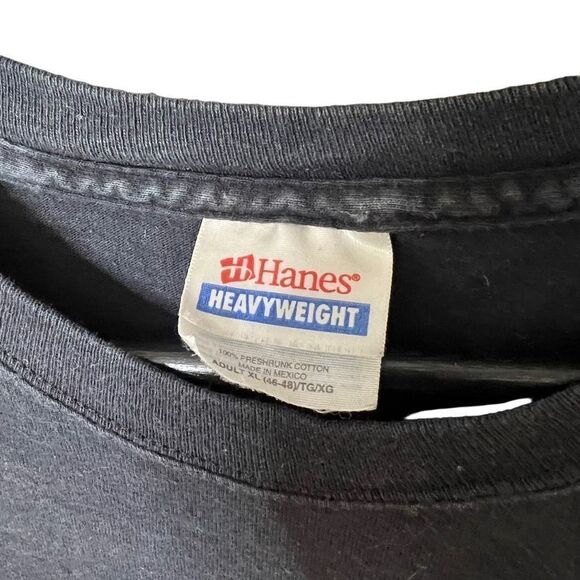 Hanes®
HEAVYWEIGHT
100% PRESHRUNK COTTON
MADE IN MEXICO
ADULT XL (46-48)/TG/XG